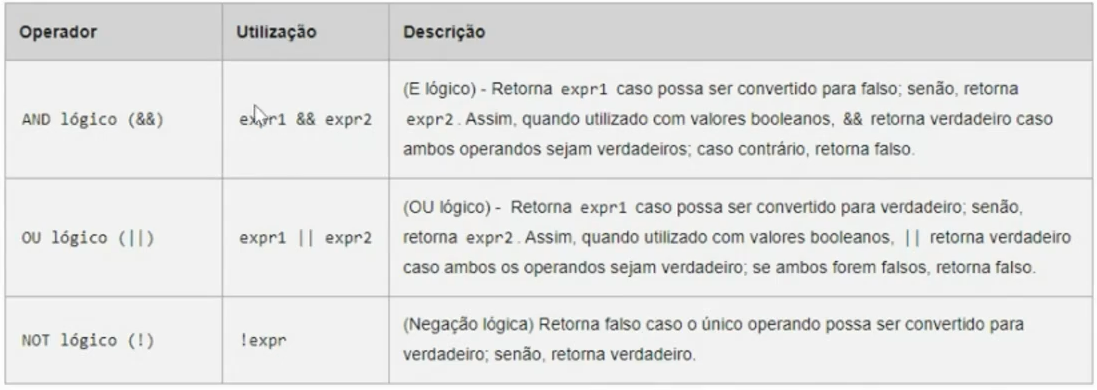 Operador Utilização Descrição
(E lógico) - Retorna expr1 caso possa ser convertido para falso; senão, retorna
AND lógico (&&) expr1 && expr2 expr2. Assim, quando utilizado com valores booleanos, && retorna verdadeiro caso
ambos operandos sejam verdadeiros; caso contrário, retorna falso.
(OU lógico) - Retorna expr1 caso possa ser convertido para verdadeiro; senão,
OU lógico (||) expr1 || expr2 retorna expr2. Assim, quando utilizado com valores booleanos, || retorna verdadeiro
caso ambos os operandos sejam verdadeiro; se ambos forem falsos, retorna falso.
(Negação lógica) Retorna falso caso o único operando possa ser convertido para
NOT lógico (!) !expr verdadeiro; senão, retorna verdadeiro.